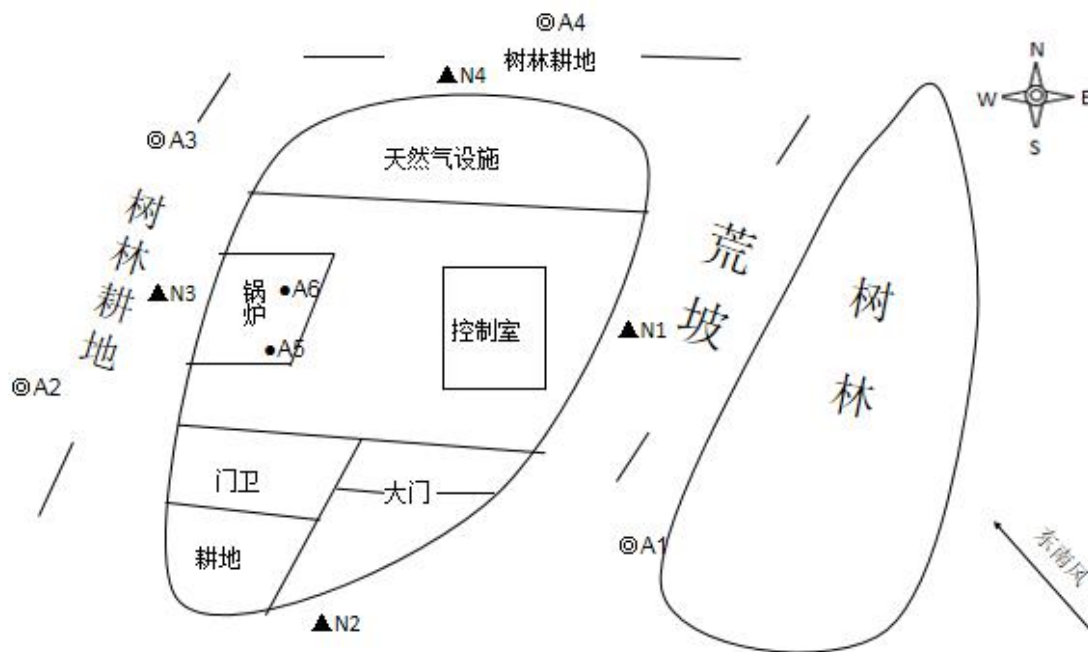 ◎A4
树林耕地
▲N4
N
W
E
S
◎A3
天然气设施
树林耕地
荒坡
树林
▲N3
锅炉
●A6
●A5
控制室
▲N1
◎A2
门卫
大门
耕地
◎A1
东南风
▲N2